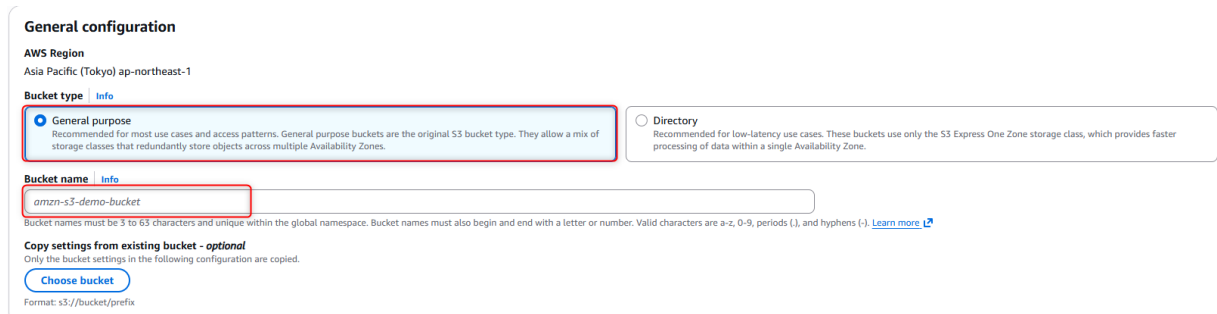 General configuration
AWS Region
Asia Pacific (Tokyo) ap-northeast-1
Bucket type Info
General purpose
Recommended for most use cases and access patterns. General purpose buckets are the original S3 bucket type. They allow a mix of
storage classes that redundantly store objects across multiple Availability Zones.
Directory
Recommended for low-latency use cases. These buckets use only the S3 Express One Zone storage class, which provides faster
processing of data within a single Availability Zone.
Bucket name Info
amzn-s3-demo-bucket
Bucket names must be 3 to 63 characters and unique within the global namespace. Bucket names must also begin and end with a letter or number. Valid characters are a-z, 0-9, periods (.), and hyphens (-). Learn more
Copy settings from existing bucket - optional
Only the bucket settings in the following configuration are copied.
Choose bucket
Format: s3://bucket/prefix